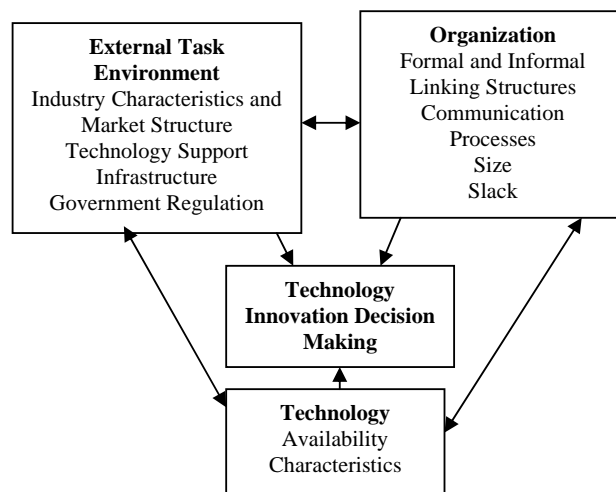 External Task
Environment
Industry Characteristics and
Market Structure
Technology Support
Infrastructure
Government Regulation
Organization
Formal and Informal
Linking Structures
Communication
Processes
Size
Slack
Technology
Innovation Decision
Making
Technology
Availability
Characteristics